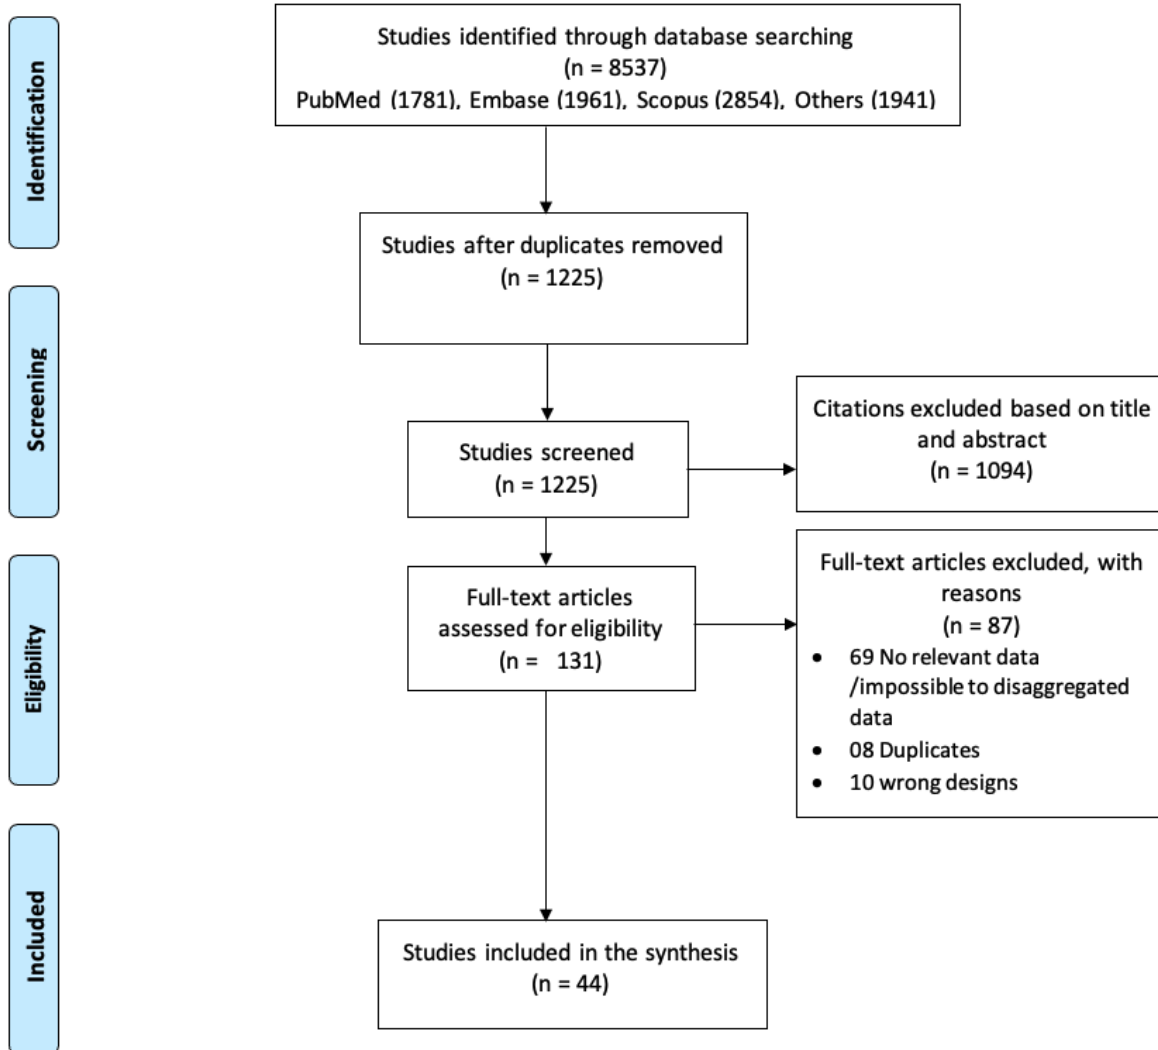 Identification
Studies identified through database searching
(n = 8537)
PubMed (1781), Embase (1961), Scopus (2854), Others (1941)
Studies after duplicates removed
(n = 1225)
Screening
Studies screened
(n = 1225)
Citations excluded based on title
and abstract
(n = 1094)
Eligibility
Full-text articles
assessed for eligibility
(n = 131)
Full-text articles excluded, with
reasons
(n = 87)
• 69 No relevant data
/impossible to disaggregated
data
• 08 Duplicates
• 10 wrong designs
Included
Studies included in the synthesis
(n = 44)